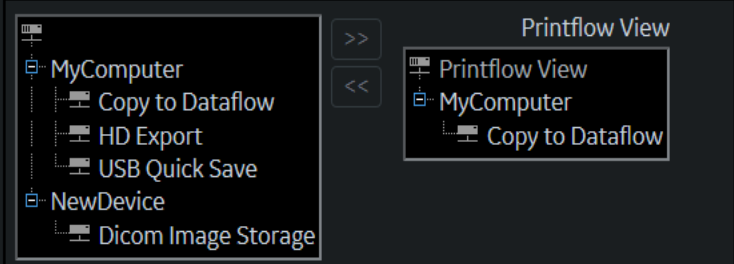 MyComputer
Copy to Dataflow
HD Export
USB Quick Save
NewDevice
Dicom Image Storage
>>
<<
Printflow View
Printflow View
MyComputer
Copy to Dataflow